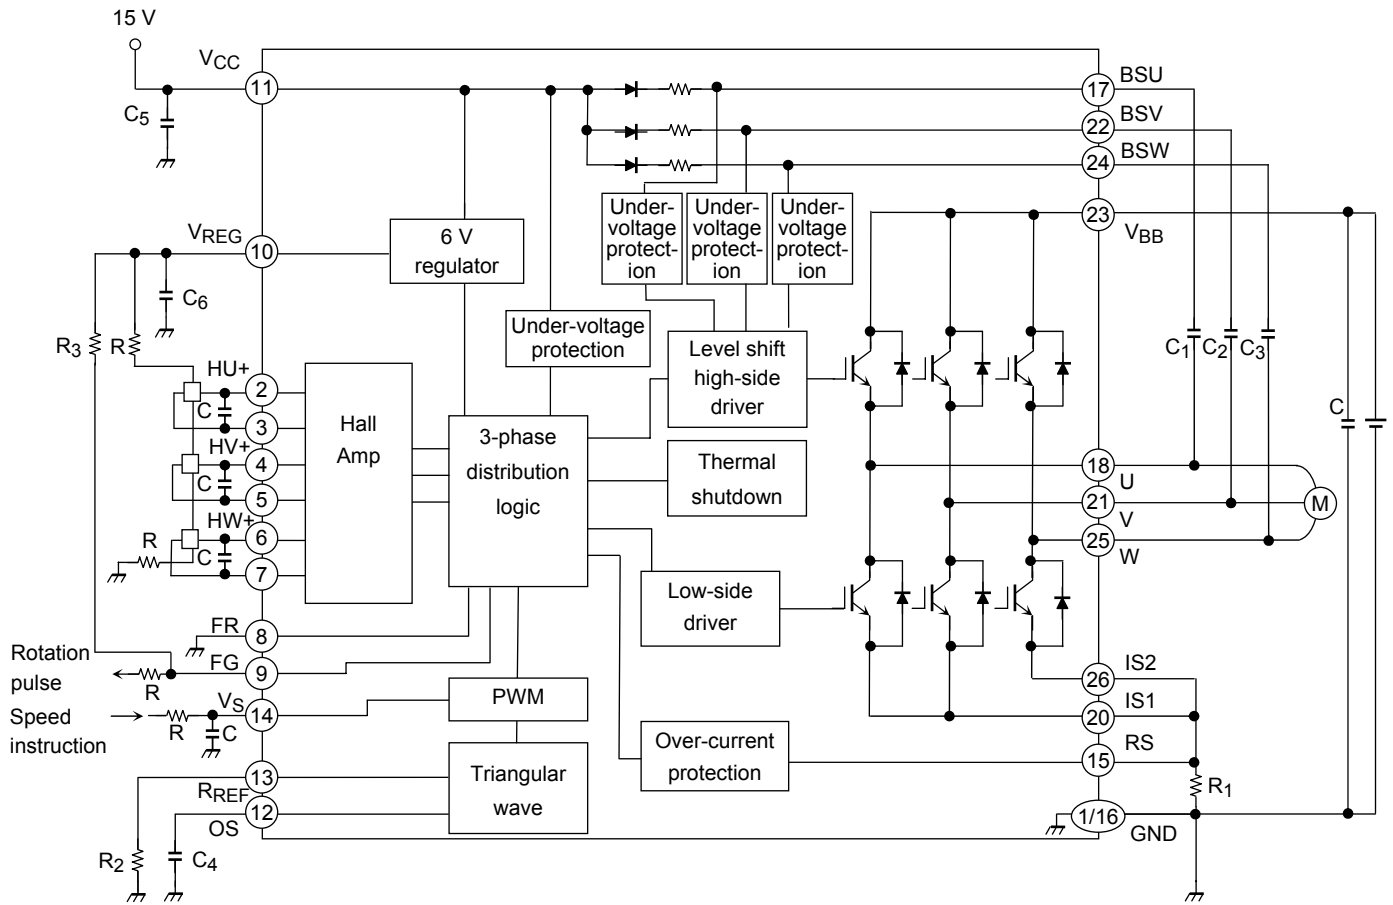 15 V
VCC
11
BSU
17
C5
BSV
22
BSW
24
Under-
voltage
protect-
ion
Under-
voltage
protect-
ion
Under-
voltage
protect-
ion
23
VBB
VREG
10
6 V
regulator
C6
R3
R
Under-voltage
protection
Level shift
high-side
driver
C1
C2
C3
C
HU+
2
C
3
HV+
4
C
5
HW+
6
R
C
7
Hall
Amp
3-phase
distribution
logic
Thermal
shutdown
18
U
21
V
25
W
M
Low-side
driver
FR
8
Rotation
pulse
R
FG
9
Speed
instruction
R
VS
C
14
PWM
IS2
26
IS1
20
RS
15
Over-current
protection
R1
13
RREF
12
OS
Triangular
wave
1/16
GND
R2
C4